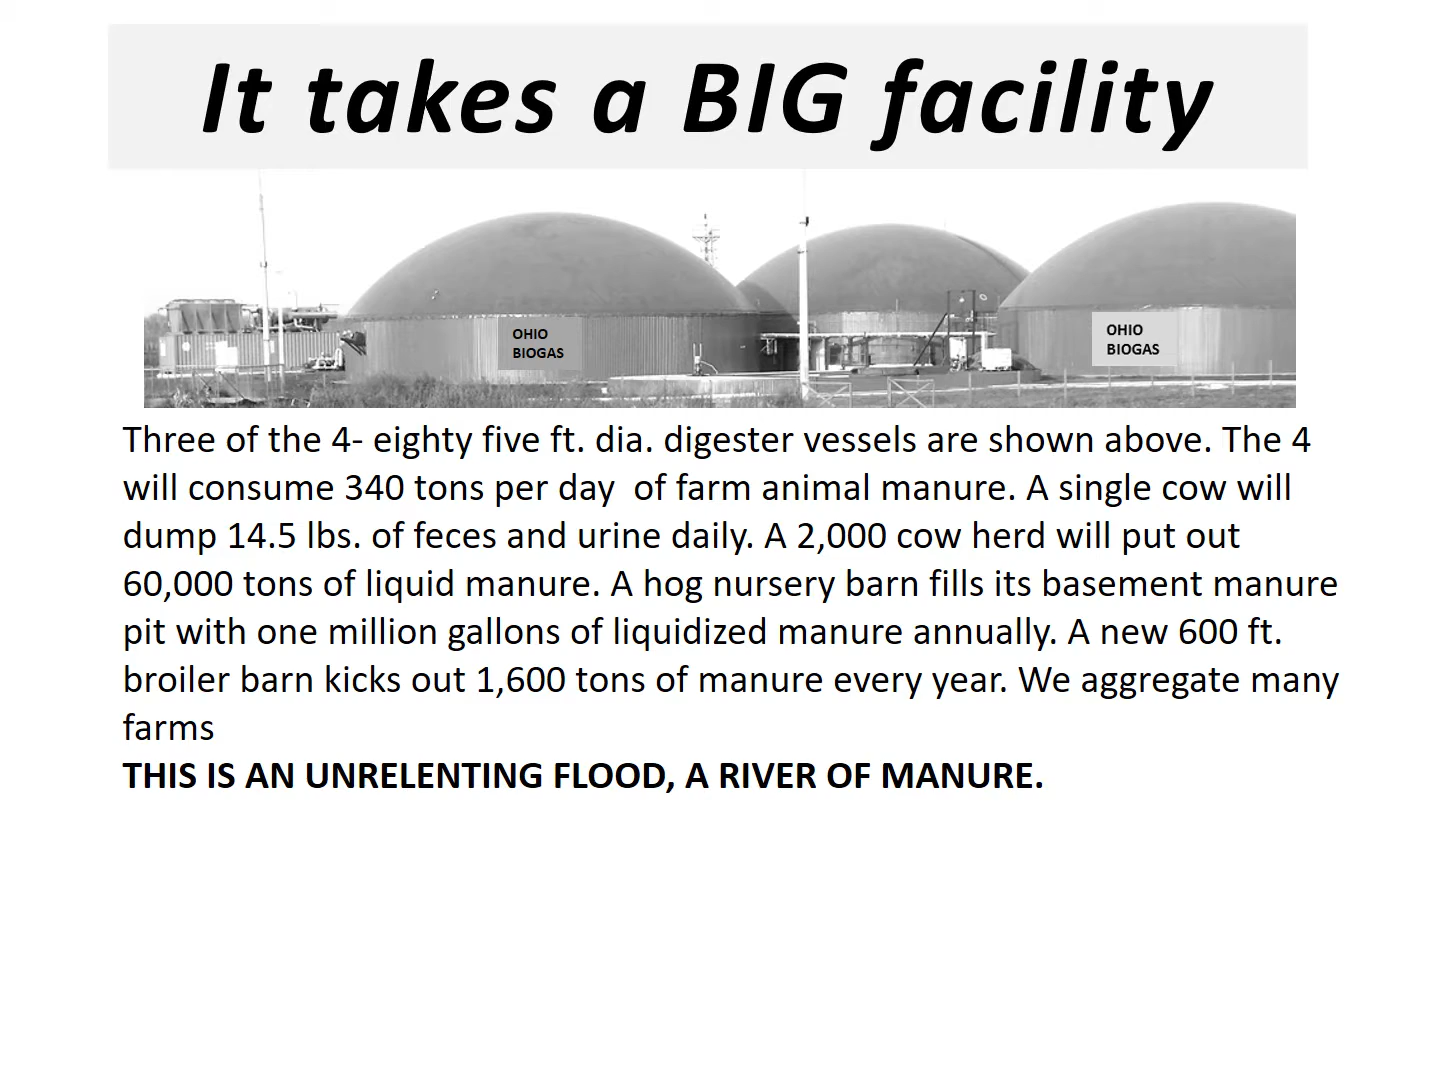 It takes a BIG facility
OHIO
BIOGAS
OHIO
BIOGAS
Three of the 4- eighty five ft. dia. digester vessels are shown above. The 4
will consume 340 tons per day  of farm animal manure. A single cow will
dump 14.5 lbs. of feces and urine daily. A 2,000 cow herd will put out
60,000 tons of liquid manure. A hog nursery barn fills its basement manure
pit with one million gallons of liquidized manure annually. A new 600 ft.
broiler barn kicks out 1,600 tons of manure every year. We aggregate many
farms
THIS IS AN UNRELENTING FLOOD, A RIVER OF MANURE.